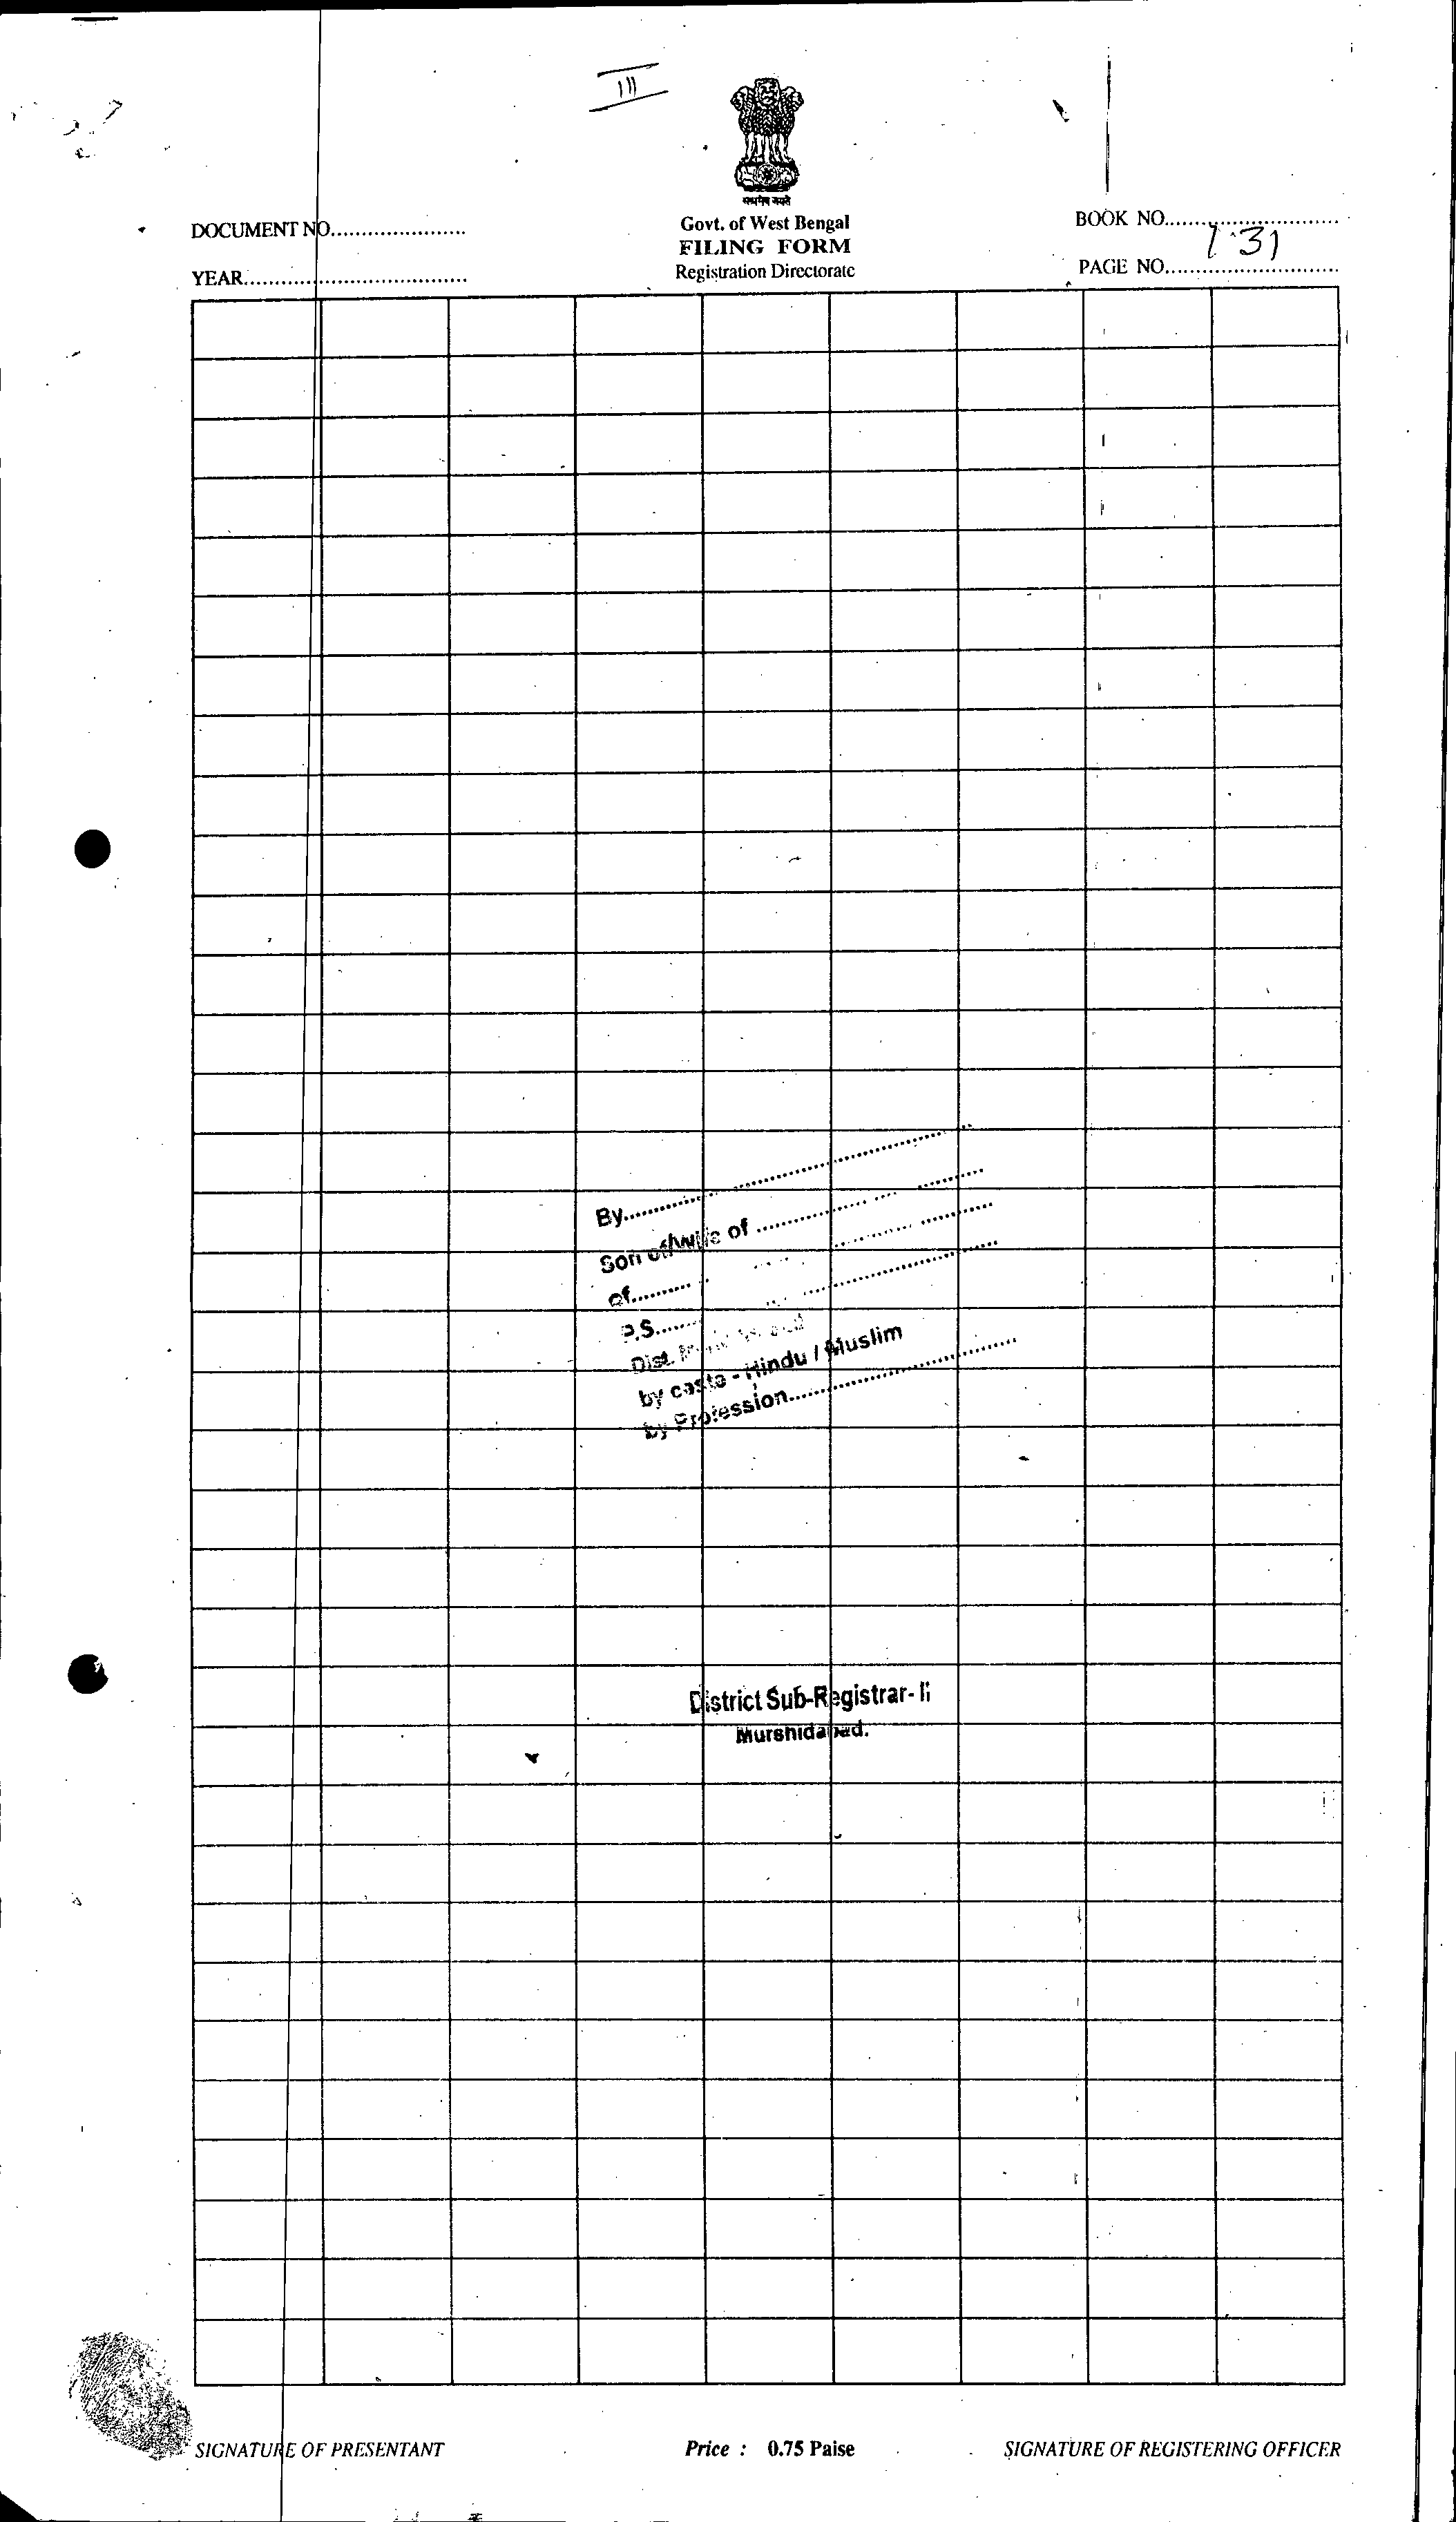 111
सत्यमेव जयते
Govt. of West Bengal
FILING FORM
Registration Directorate
DOCUMENT NO......................
YEAR....................................
BOOK NO............................
PAGE NO............................
131
By............................
Son of/wife of ............................
of............................
P.S............................
Dist.
by caste - Hindu / Muslim
by Profession............................
District Sub-Registrar- II
Murshidabad.
SIGNATURE OF PRESENTANT
Price : 0.75 Paise
SIGNATURE OF REGISTERING OFFICER